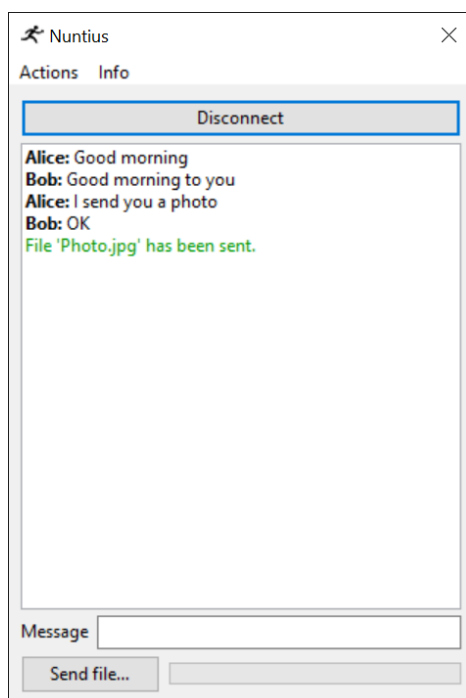 Nuntius
Actions Info
Disconnect
Alice: Good morning
Bob: Good morning to you
Alice: I send you a photo
Bob: OK
File 'Photo.jpg' has been sent.
Message
Send file...